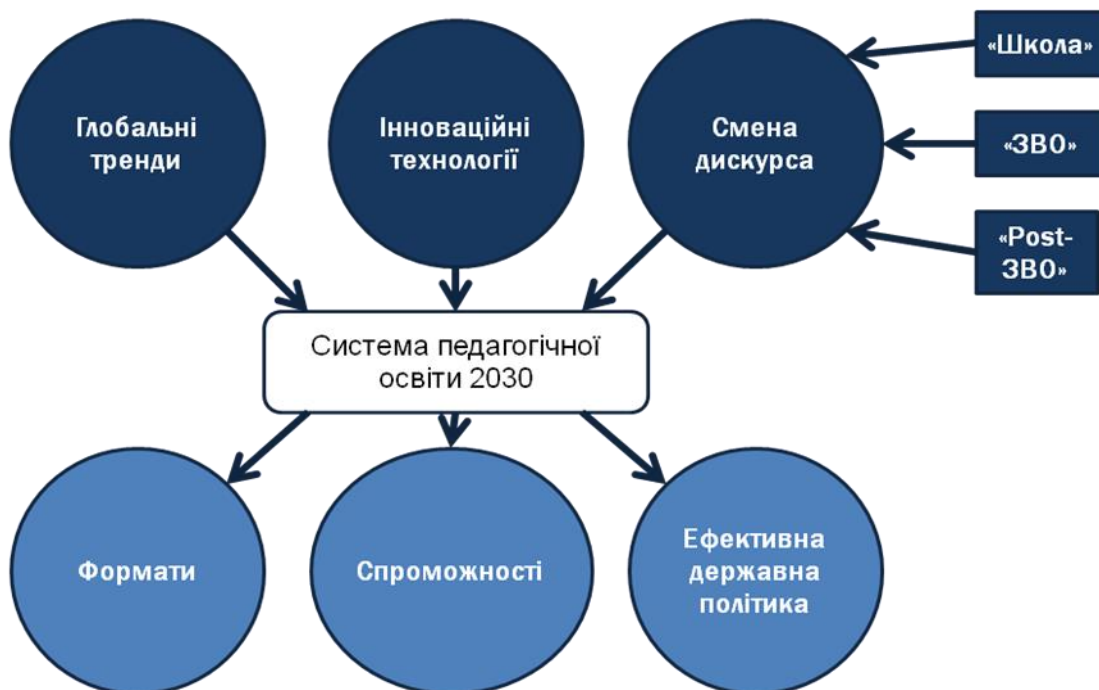 Глобальні
тренди
Інноваційні
технології
Смена
дискурса
«Школа»
«ЗВО»
«Post-
ЗВО»
Система педагогічної
освіти 2030
Формати
Спроможності
Ефективна
державна
політика